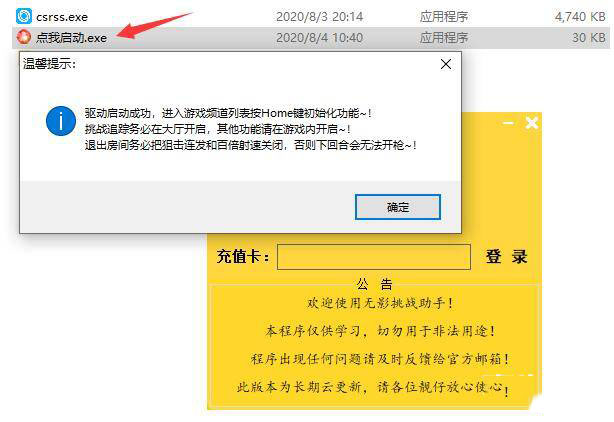 csrss.exe 2020/8/3 20:14 应用程序 4,740 KB
点我启动.exe 2020/8/4 10:40 应用程序 30 KB
温馨提示:
驱动启动成功，进入游戏频道列表按Home键初始化功能~!
挑战追踪务必在大厅开启，其他功能请在游戏内开启~!
退出房间务必把狙击连发和百倍射速关闭，否则下回合会无法开枪~!
确定
充值卡：
登 录
公 告
欢迎使用无影挑战助手！
本程序仅供学习，切勿用于非法用途！
程序出现任何问题请及时反馈给官方邮箱！
此版本为长期云更新，请各位靓仔放心使心！